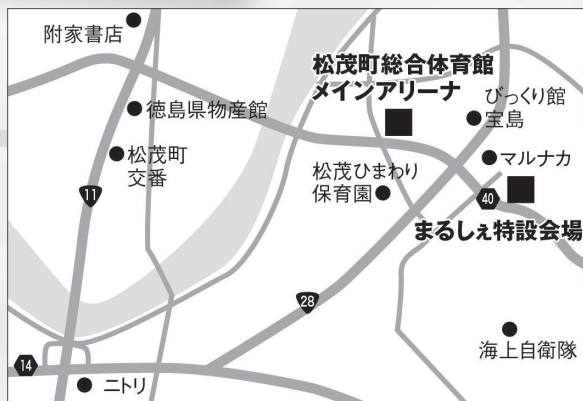 附家書店
松茂町総合体育館
メインアリーナ
びっくり館
宝島
徳島県物産館
マルナカ
松茂町
交番
松茂ひまわり
保育園
11
40
まるしぇ特設会場
28
海上自衛隊
14
ニトリ